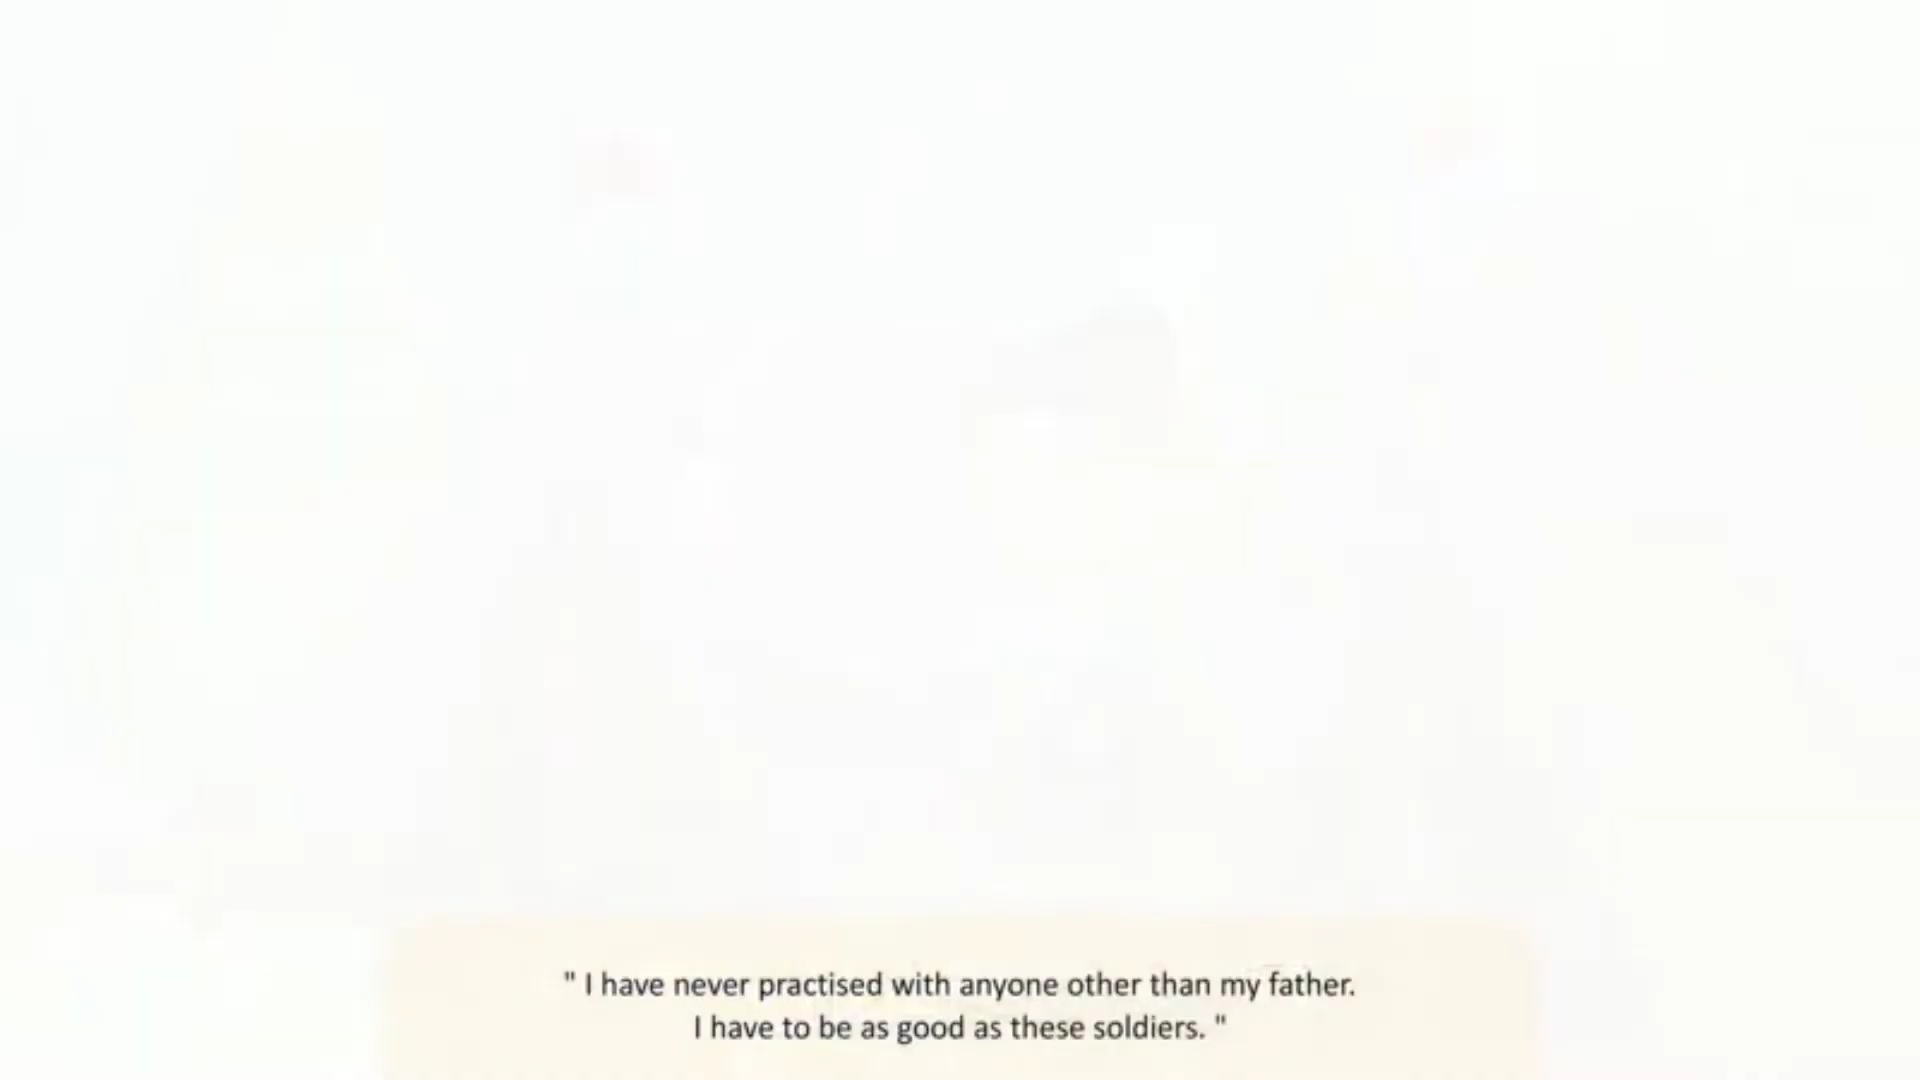 " I have never practised with anyone other than my father.
I have to be as good as these soldiers. "